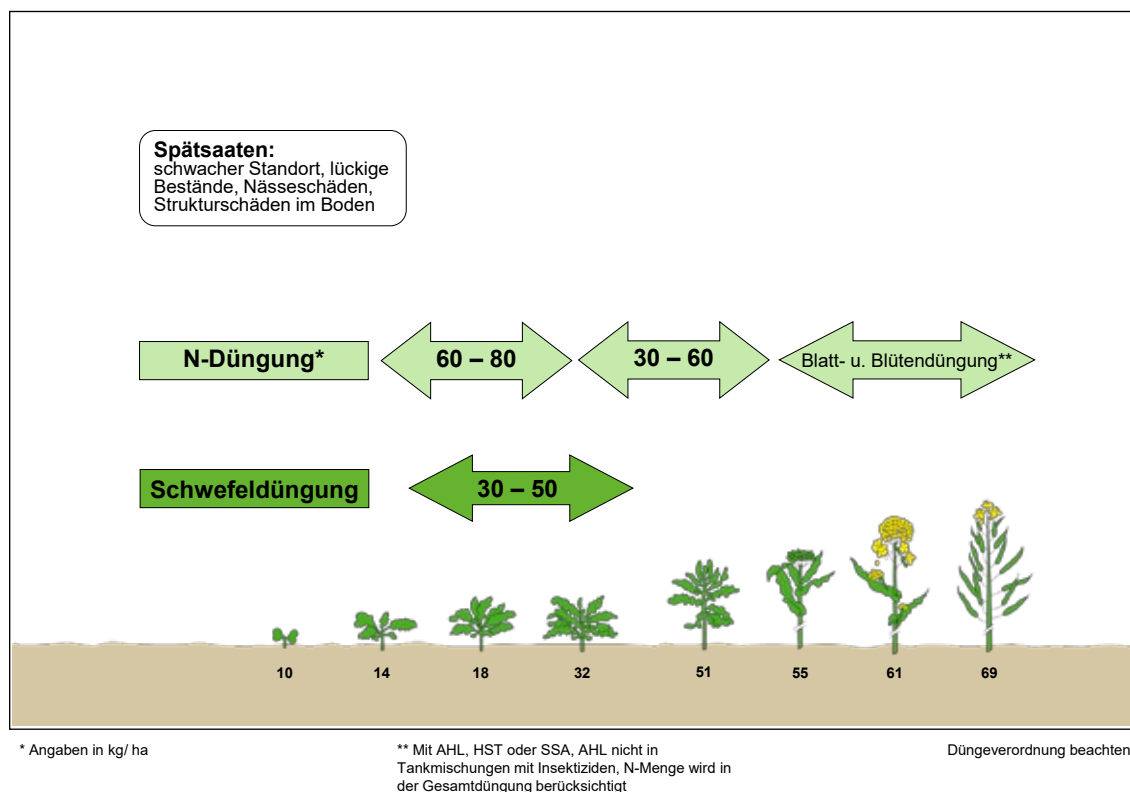 Spätsaaten:
schwacher Standort, lückige
Bestände, Nässeschäden,
Strukturschäden im Boden
N-Düngung*
60 – 80
30 – 60
Blatt- u. Blütendüngung**
Schwefeldüngung
30 – 50
10
14
18
32
51
55
61
69
* Angaben in kg/ ha
** Mit AHL, HST oder SSA, AHL nicht in
Tankmischungen mit Insektiziden, N-Menge wird in
der Gesamtdüngung berücksichtigt
Düngeverordnung beachten